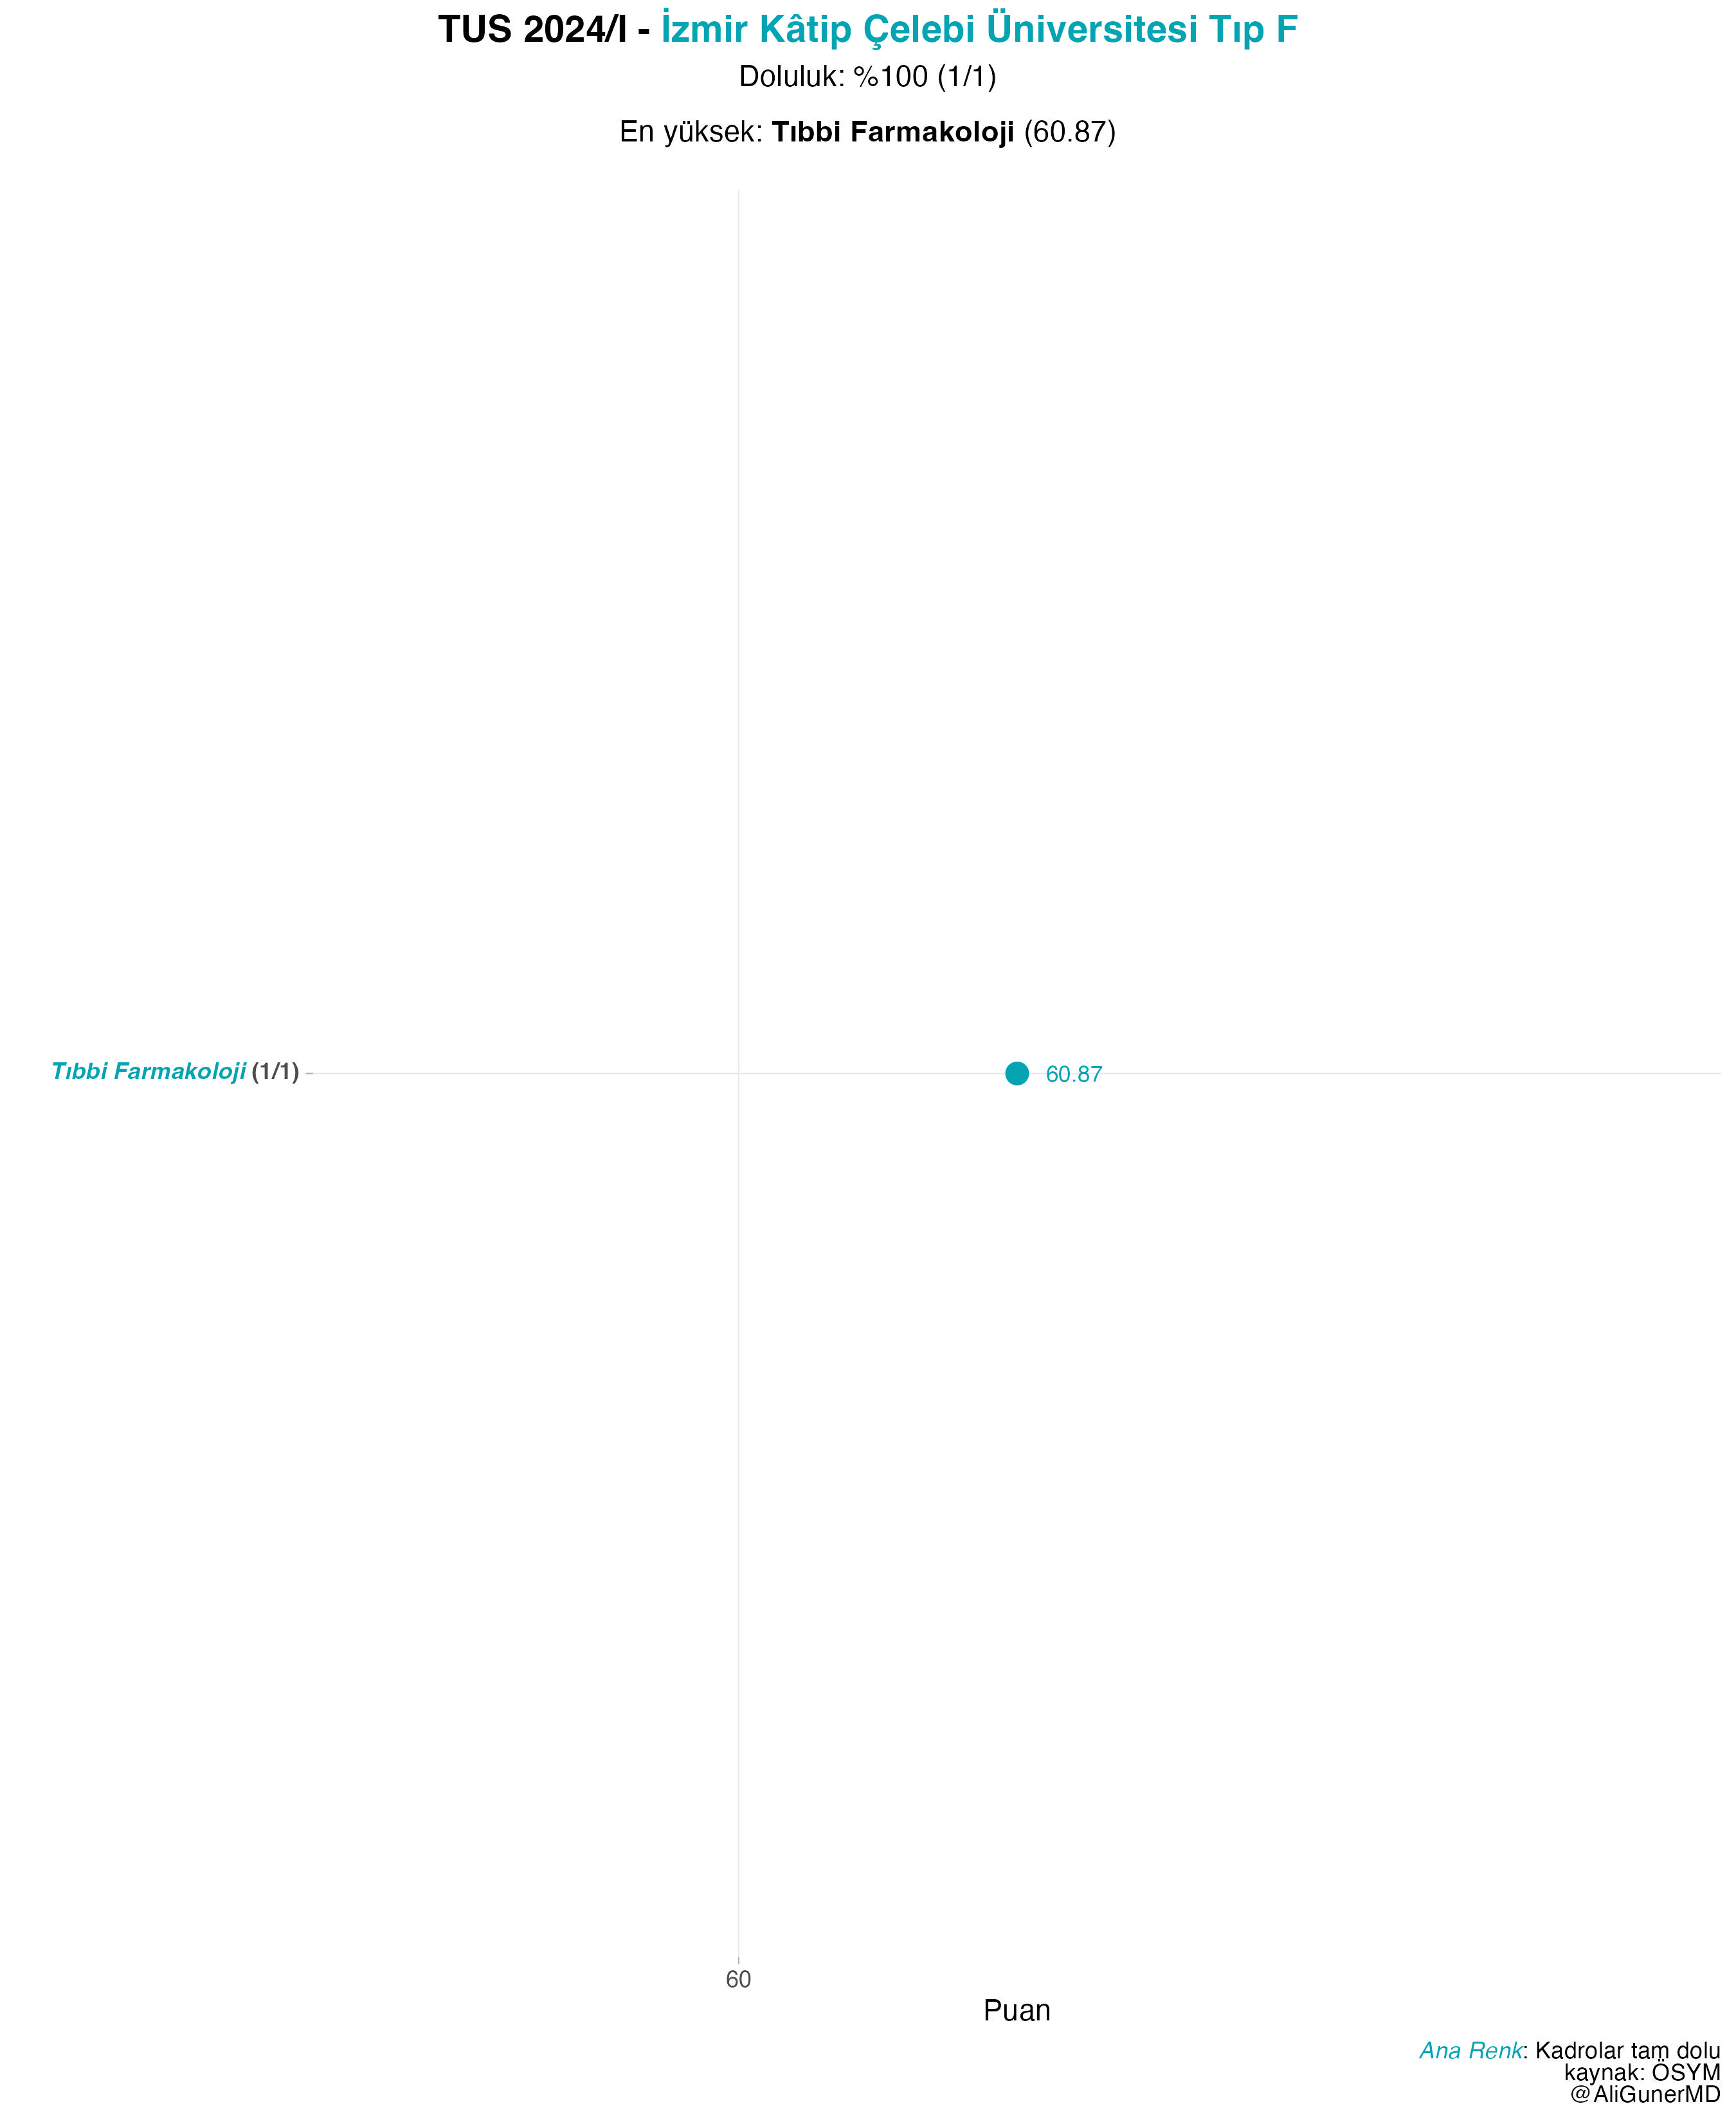 TUS 2024/I - İzmir Kâtip Çelebi Üniversitesi Tıp F
Doluluk: %100 (1/1)
En yüksek: Tıbbi Farmakoloji (60.87)
Tıbbi Farmakoloji (1/1)
60.87
60
Puan
Ana Renk: Kadrolar tam dolu
kaynak: ÖSYM
@AliGunerMD